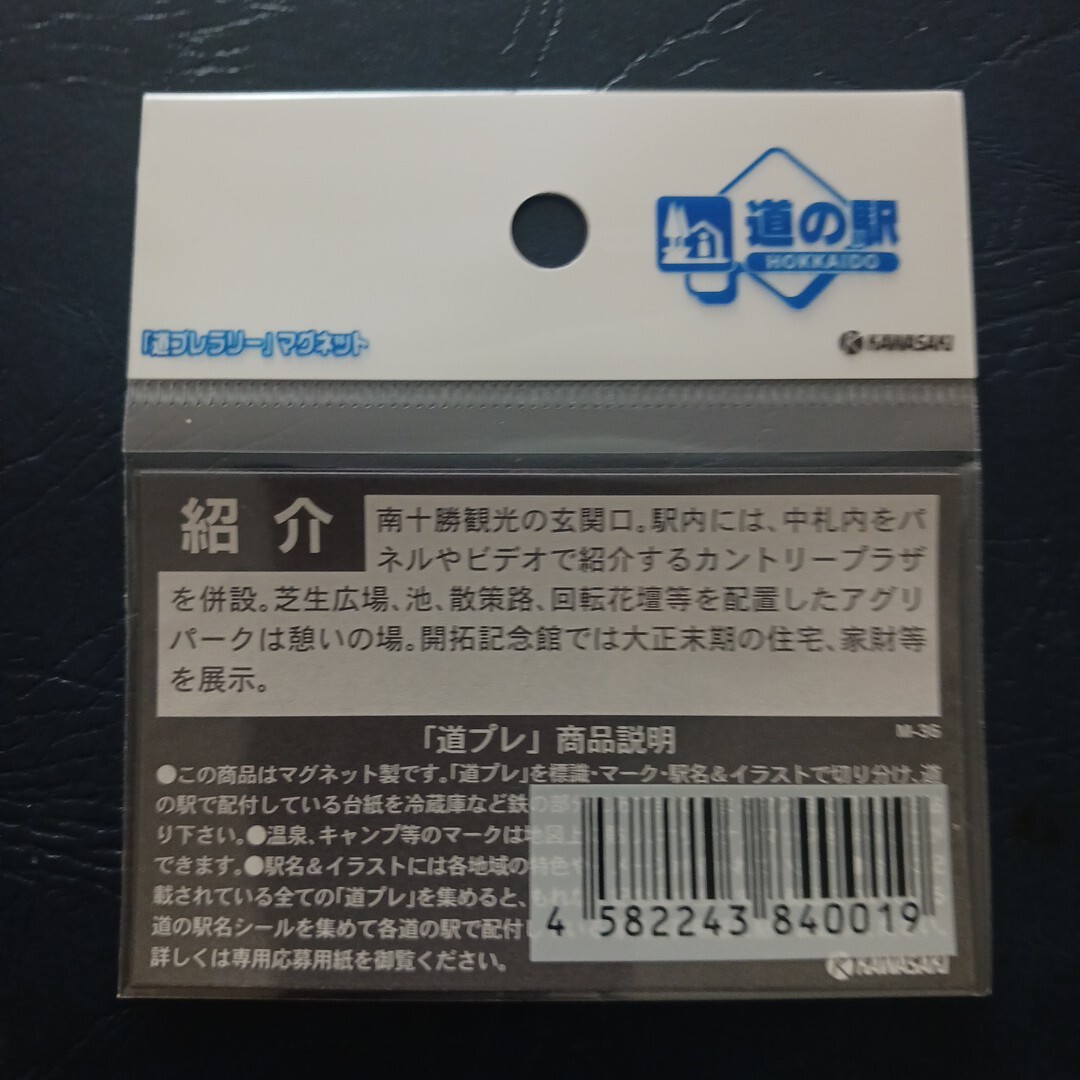 道の駅
HOKKAIDO
「道プレラリー」マグネット
KAWASAKI
紹介
南十勝観光の玄関口。駅内には、中札内をパ
ネルやビデオで紹介するカントリープラザ
を併設。芝生広場、池、散策路、回転花壇等を配置したアグリ
パークは憩いの場。開拓記念館では大正末期の住宅、家財等
を展示。
「道プレ」商品説明
M-36
●この商品はマグネット製です。「道プレ」を標識・マーク・駅名&イラストで切り分け、道
の駅で配付している台紙を冷蔵庫など鉄の部分
り下さい。●温泉、キャンプ等のマークは地図上
できます。●駅名&イラストには各地域の特色や
載されている全ての「道プレ」を集めると、もれな
道の駅名シールを集めて各道の駅で配付し
詳しくは専用応募用紙を御覧ください。
4 582243 840019
KAWASAKI